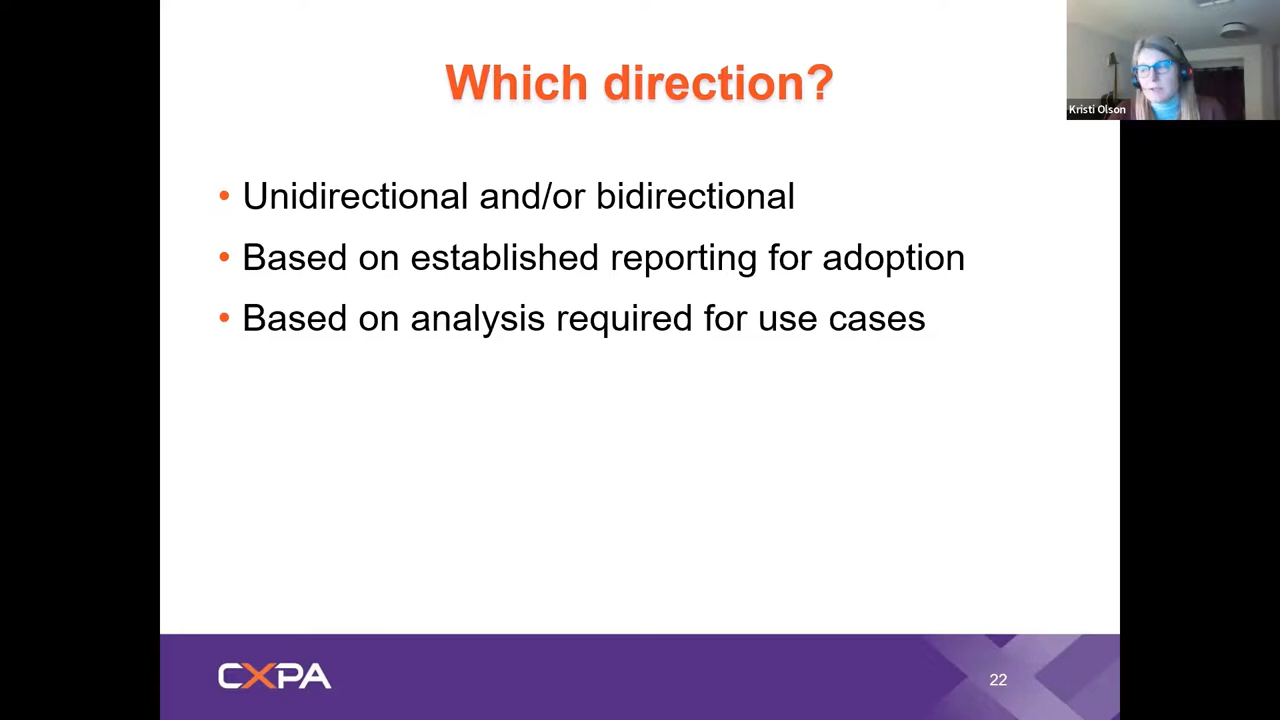 Which direction?
Kristi Olson
• Unidirectional and/or bidirectional
• Based on established reporting for adoption
• Based on analysis required for use cases
CXPA
22